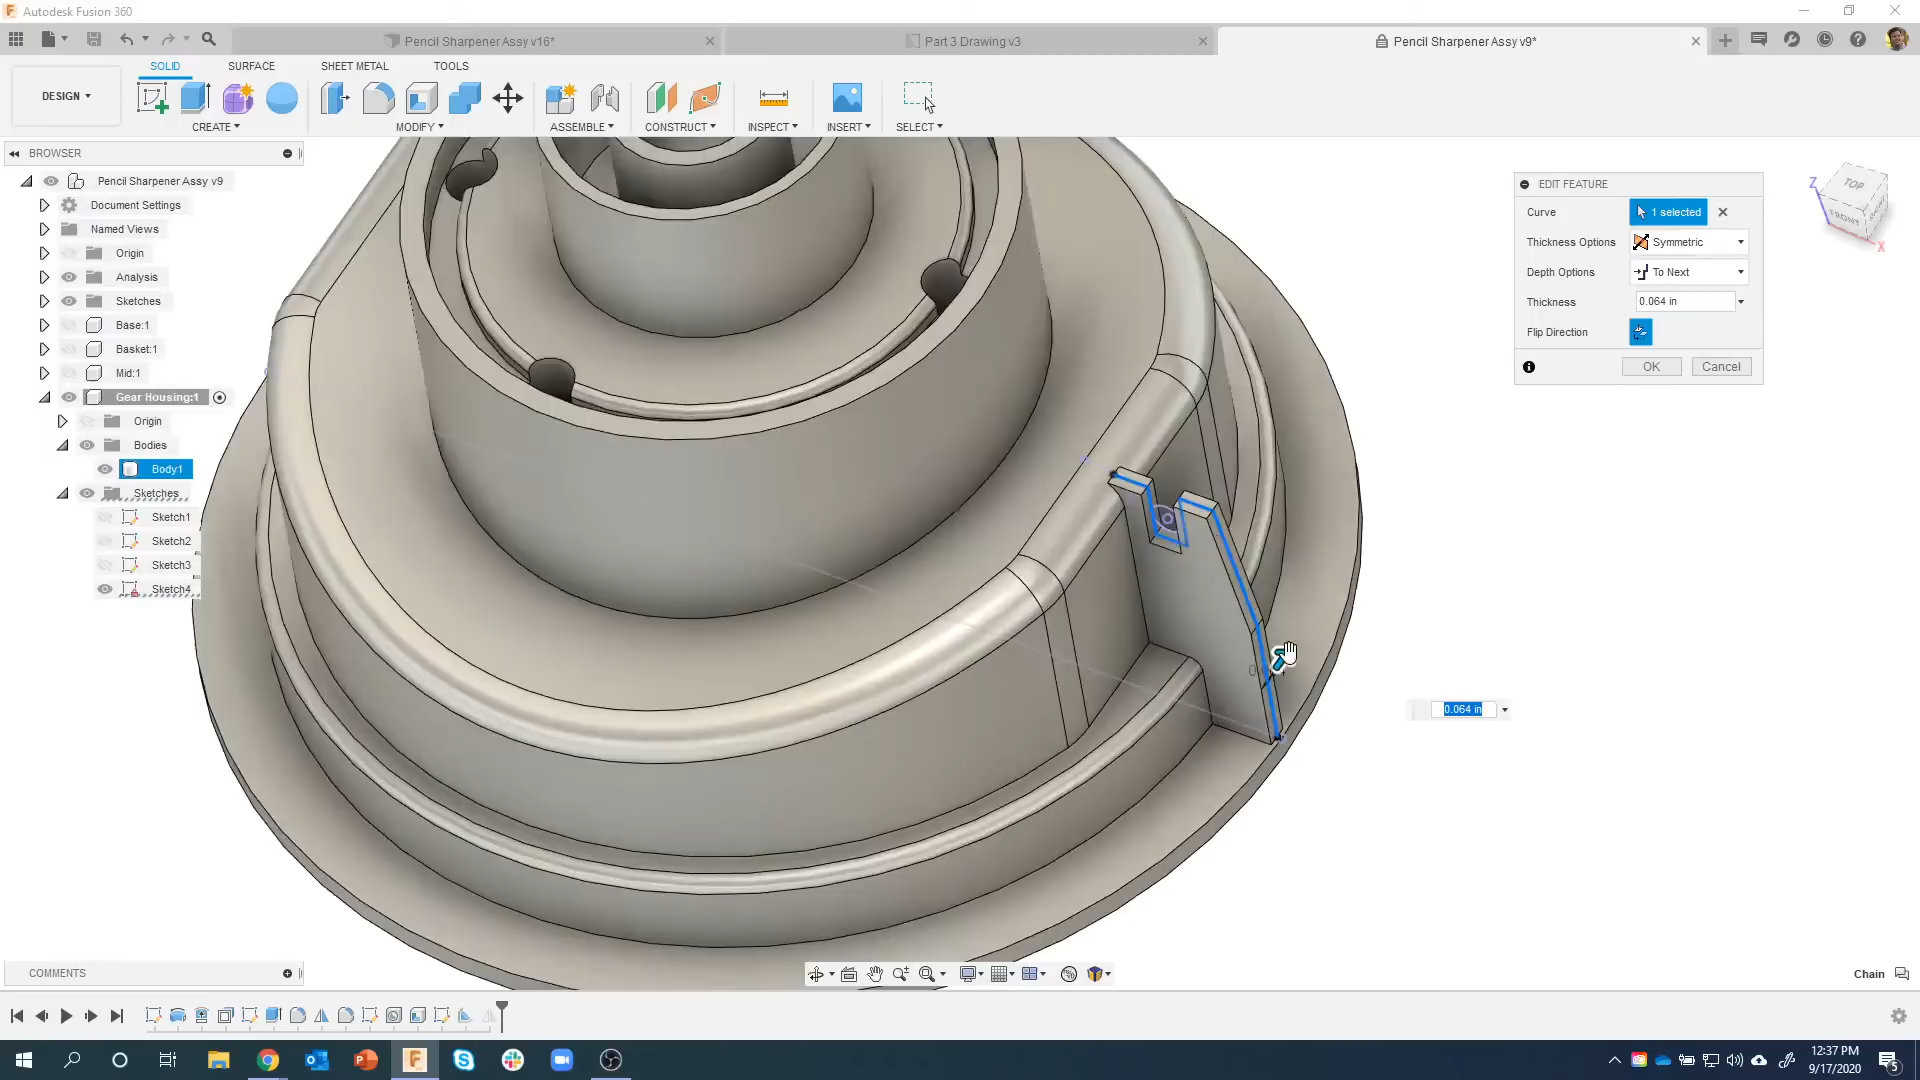 Autodesk Fusion 360
Pencil Sharpener Assy v16*
Part 3 Drawing v3
Pencil Sharpener Assy v9*
DESIGN
SOLID
SURFACE
SHEET METAL
TOOLS
CREATE
MODIFY
ASSEMBLE
CONSTRUCT
INSPECT
INSERT
SELECT
BROWSER
Pencil Sharpener Assy v9
Document Settings
Named Views
Origin
Analysis
Sketches
Base:1
Basket:1
Mid:1
Gear Housing:1
Origin
Bodies
Body1
Sketches
Sketch1
Sketch2
Sketch3
Sketch4
EDIT FEATURE
Curve
1 selected
Thickness Options
Symmetric
Depth Options
To Next
Thickness
0.064 in
Flip Direction
OK
Cancel
Z
TOP
FRONT
RIGHT
X
0.064 in
COMMENTS
Chain
12:37 PM
9/17/2020
5